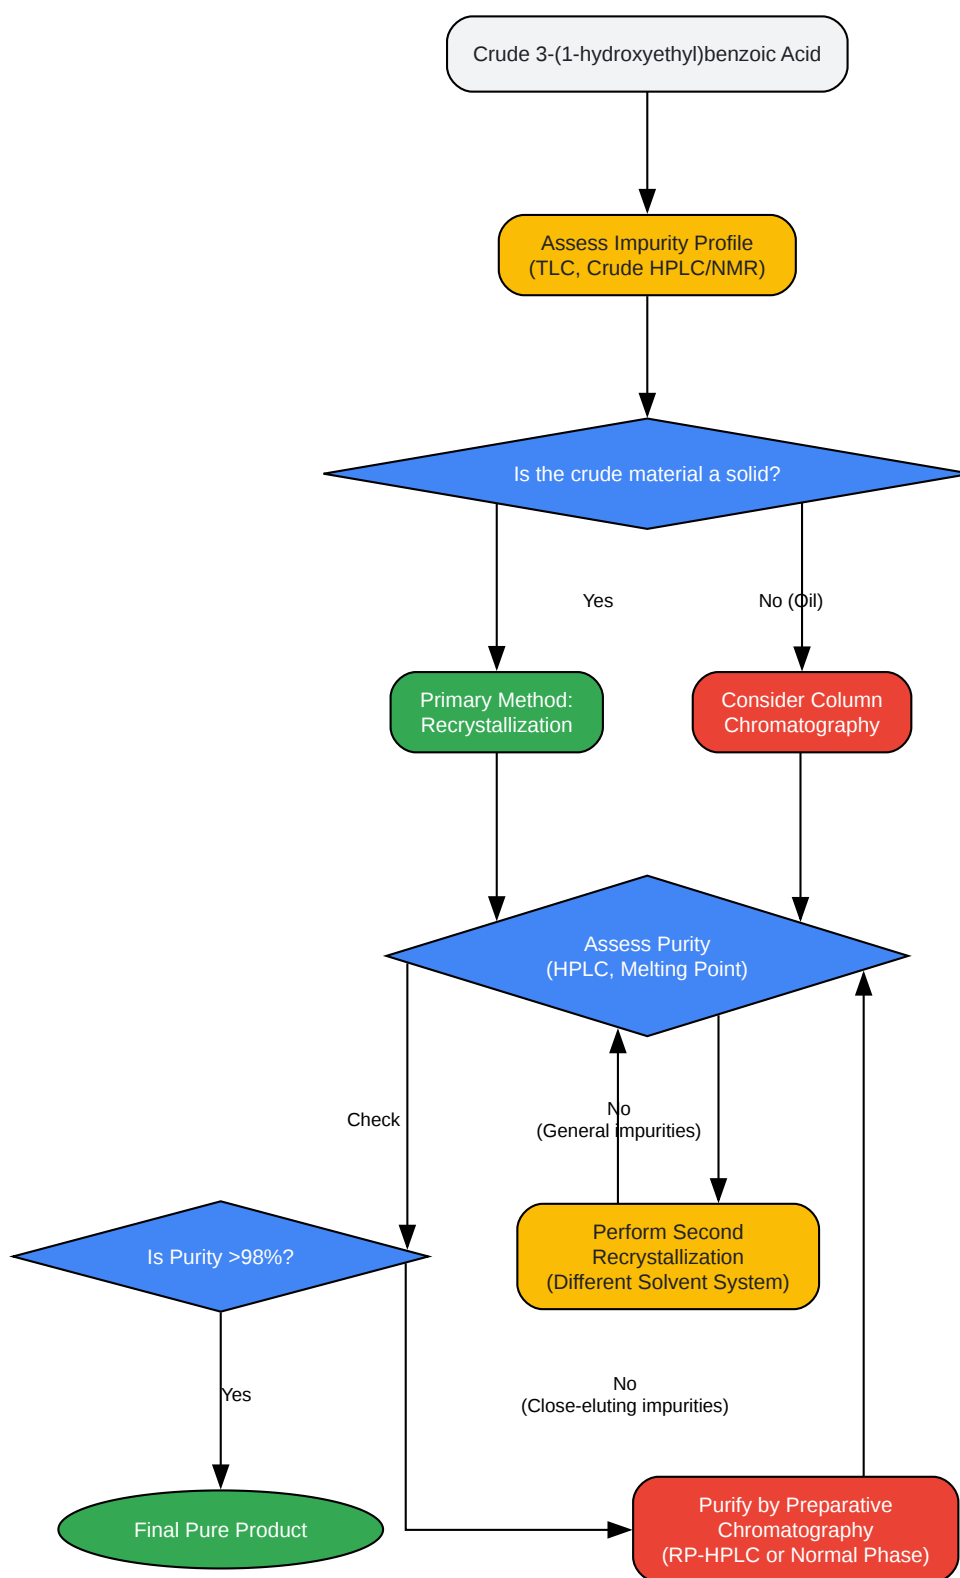 Crude 3-(1-hydroxyethyl)benzoic Acid
Assess Impurity Profile
(TLC, Crude HPLC/NMR)
Is the crude material a solid?
Yes
No (Oil)
Primary Method:
Recrystallization
Consider Column
Chromatography
Assess Purity
(HPLC, Melting Point)
Check
No
(General impurities)
Is Purity >98%?
Perform Second
Recrystallization
(Different Solvent System)
Yes
No
(Close-eluting impurities)
Final Pure Product
Purify by Preparative
Chromatography
(RP-HPLC or Normal Phase)